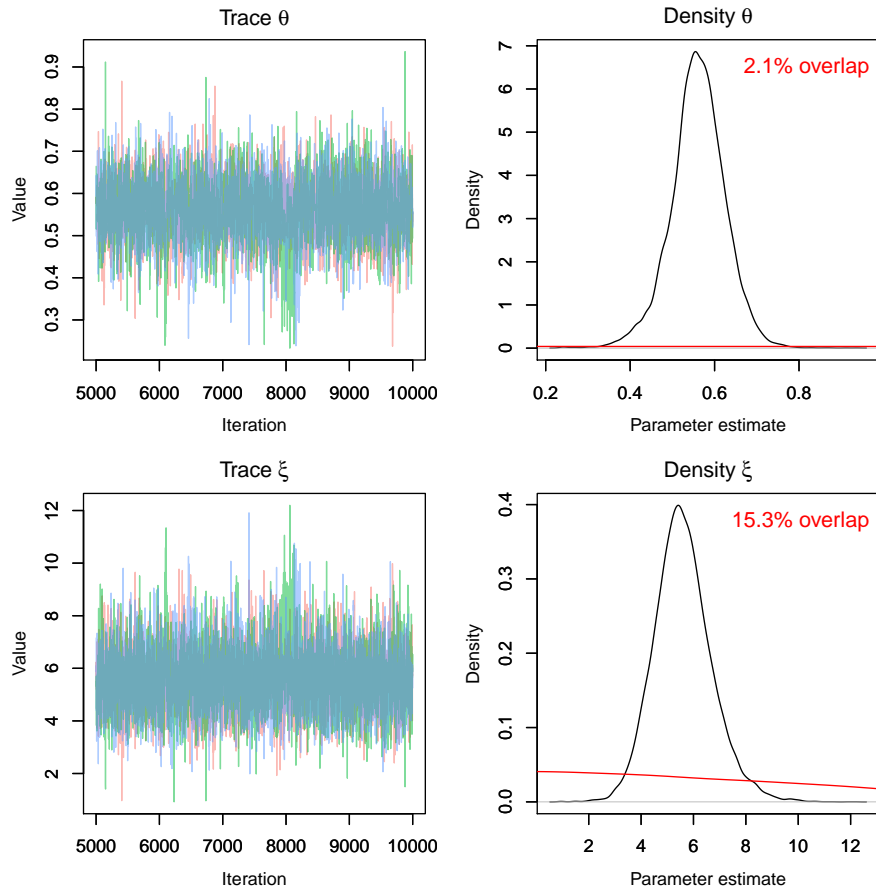 Trace θ
Value
0.3 0.4 0.5 0.6 0.7 0.8 0.9
5000 6000 7000 8000 9000 10000
Iteration
Density θ
2.1% overlap
Density
0 1 2 3 4 5 6 7
0.2 0.4 0.6 0.8
Parameter estimate
Trace ξ
Value
2 4 6 8 10 12
5000 6000 7000 8000 9000 10000
Iteration
Density ξ
15.3% overlap
Density
0.0 0.1 0.2 0.3 0.4
2 4 6 8 10 12
Parameter estimate